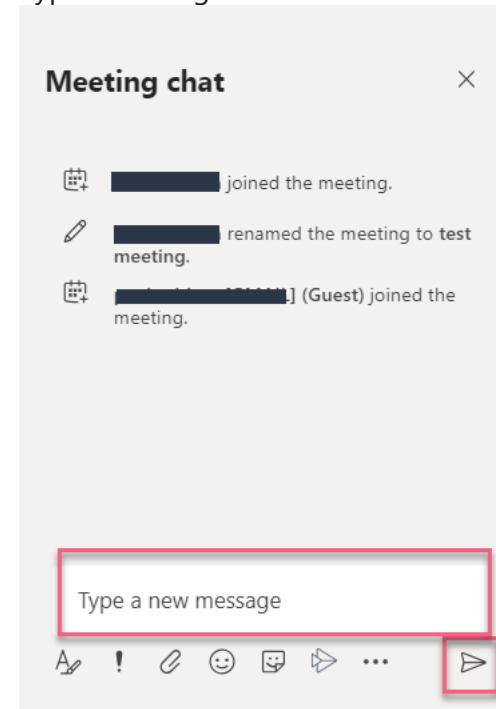 Meeting chat
joined the meeting.
renamed the meeting to test
meeting.
(Guest) joined the
meeting.
Type a new message